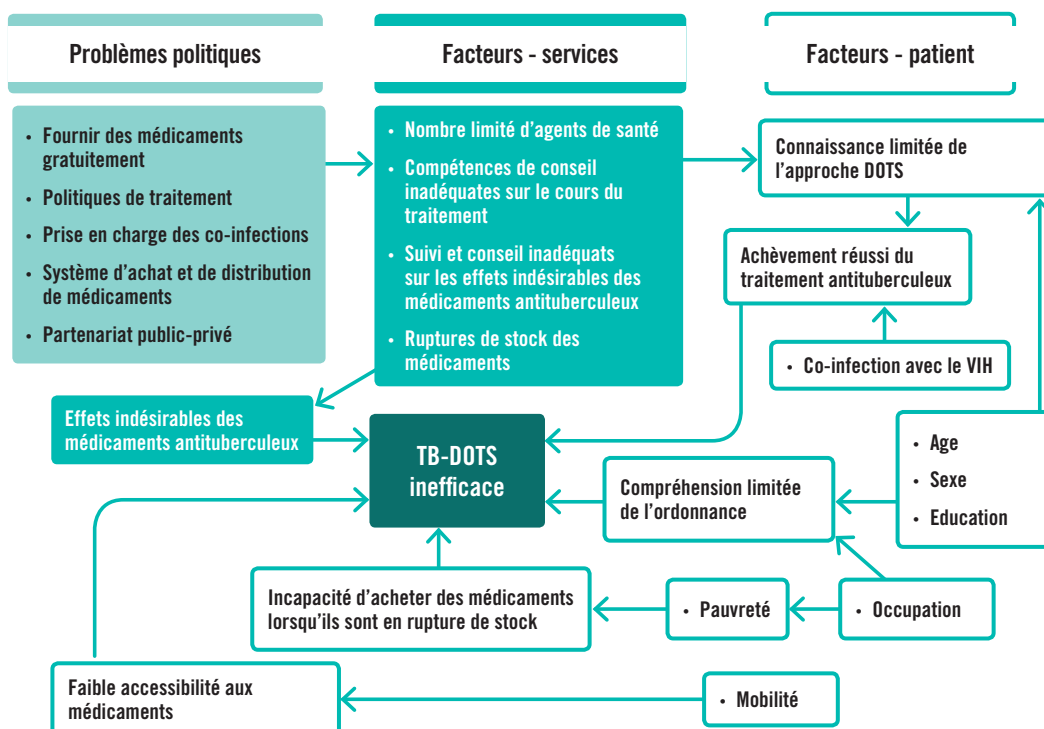 Problèmes politiques
Facteurs - services
Facteurs - patient
• Fournir des médicaments
gratuitement
• Politiques de traitement
• Prise en charge des co-infections
• Système d'achat et de distribution
de médicaments
• Partenariat public-privé
• Nombre limité d'agents de santé
• Compétences de conseil
inadéquates sur le cours du
traitement
• Suivi et conseil inadéquats
sur les effets indésirables des
médicaments antituberculeux
• Ruptures de stock des
médicaments
Connaissance limitée de
l'approche DOTS
Achèvement réussi du
traitement antituberculeux
• Co-infection avec le VIH
Effets indésirables des
médicaments antituberculeux
TB-DOTS
inefficace
Compréhension limitée
de l'ordonnance
• Age
• Sexe
• Education
Incapacité d'acheter des médicaments
lorsqu'ils sont en rupture de stock
• Pauvreté
• Occupation
Faible accessibilité aux
médicaments
• Mobilité